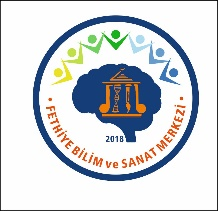 2018
• FETHİYE BİLİM ve SANAT MERKEZİ •